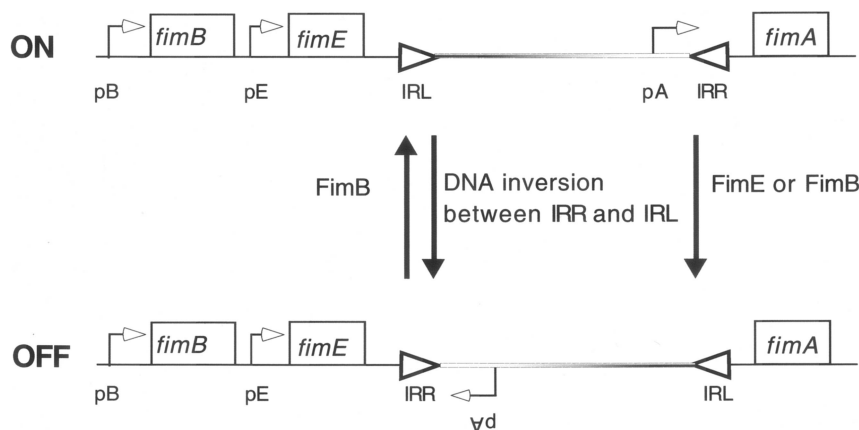 ON
fimB
fimE
fimA
pB
pE
IRL
pA
IRR
FimB
DNA inversion
between IRR and IRL
FimE or FimB
OFF
fimB
fimE
fimA
pB
pE
IRR
pA
IRL